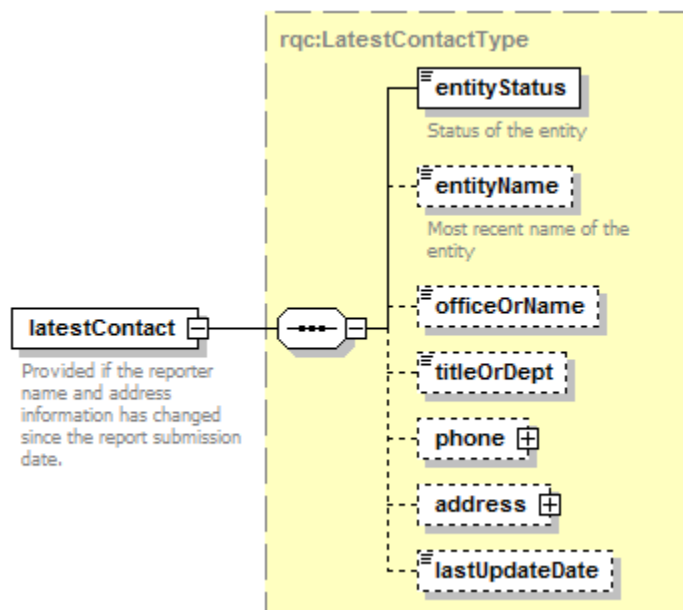 rqc:LatestContactType
entityStatus
Status of the entity
entityName
Most recent name of the
entity
officeOrName
latestContact
Provided if the reporter
name and address
information has changed
since the report submission
date.
titleOrDept
phone
address
lastUpdateDate